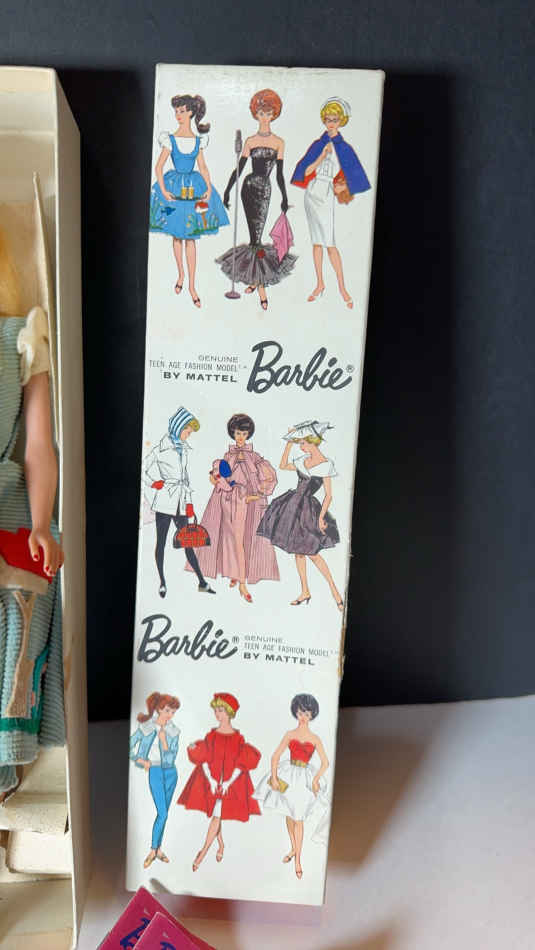 GENUINE
TEEN AGE FASHION MODEL
BY MATTEL
Barbie®
Barbie®
GENUINE
TEEN AGE FASHION MODEL
BY MATTEL